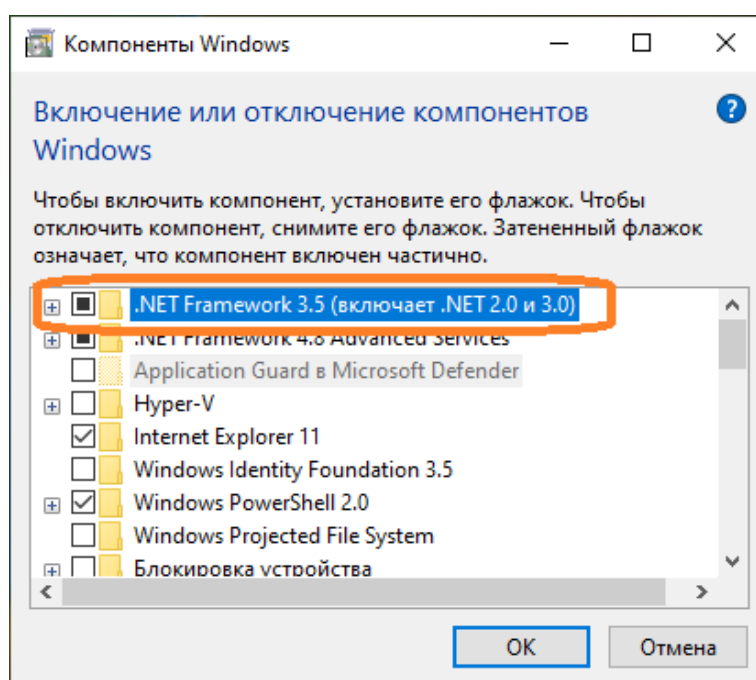 Компоненты Windows
Включение или отключение компонентов
Windows
Чтобы включить компонент, установите его флажок. Чтобы
отключить компонент, снимите его флажок. Затененный флажок
означает, что компонент включен частично.
.NET Framework 3.5 (включает .NET 2.0 и 3.0)
.NET Framework 4.8 Advanced Services
Application Guard в Microsoft Defender
Hyper-V
Internet Explorer 11
Windows Identity Foundation 3.5
Windows PowerShell 2.0
Windows Projected File System
Блокировка устройства
ОК
Отмена